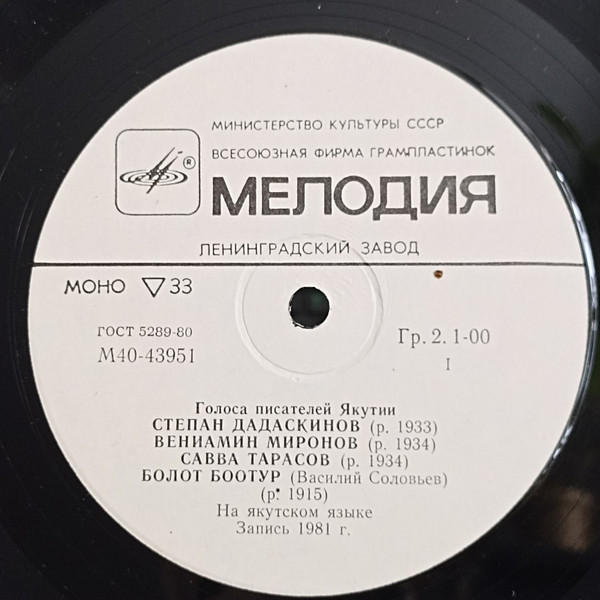 МИНИСТЕРСТВО КУЛЬТУРЫ СССР
ВСЕСОЮЗНАЯ ФИРМА ГРАМПЛАСТИНОК
®
МЕЛОДИЯ
ЛЕНИНГРАДСКИЙ ЗАВОД
МОНО ▽ 33
ГОСТ 5289-80
М40-43951
Гр. 2. 1-00
I
Голоса писателей Якутии
СТЕПАН ДАДАСКИНОВ (р. 1933)
ВЕНИАМИН МИРОНОВ (р. 1934)
САВВА ТАРАСОВ (р. 1934)
БОЛОТ БООТУР (Василий Соловьев)
(р. 1915)
На якутском языке
Запись 1981 г.